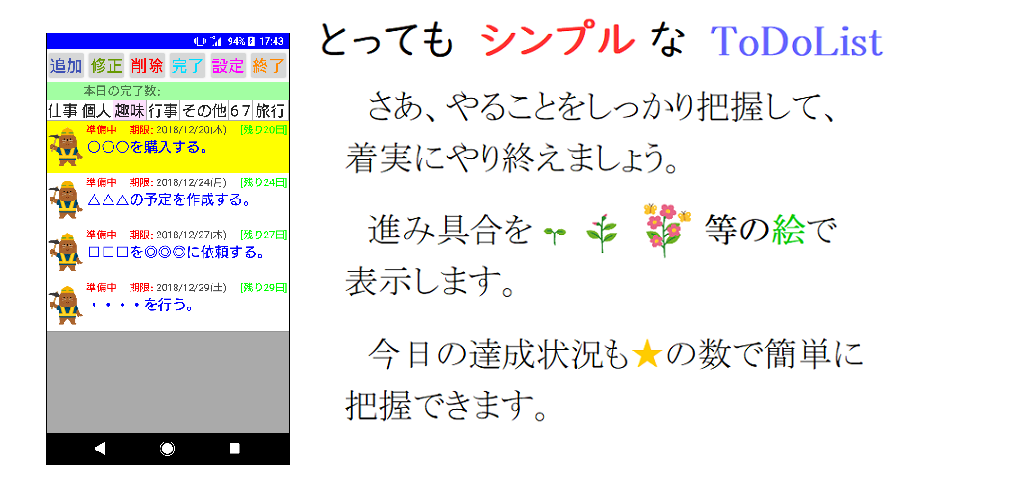 とっても シンプル な ToDoList
94% 17:43
追加 修正 削除 完了 設定 終了
本日の完了数:
仕事 個人 趣味 行事 その他 6 7 旅行
準備中 期限: 2018/12/20(木) [残り20日]
○○○を購入する。
準備中 期限: 2018/12/24(月) [残り24日]
△△△の予定を作成する。
準備中 期限: 2018/12/27(木) [残り27日]
□□□を◎◎◎に依頼する。
準備中 期限: 2018/12/29(土) [残り29日]
・・・・を行う。
さあ、やることをしっかり把握して、
着実にやり終えましょう。
進み具合を 等の絵で
表示します。
今日の達成状況も★の数で簡単に
把握できます。